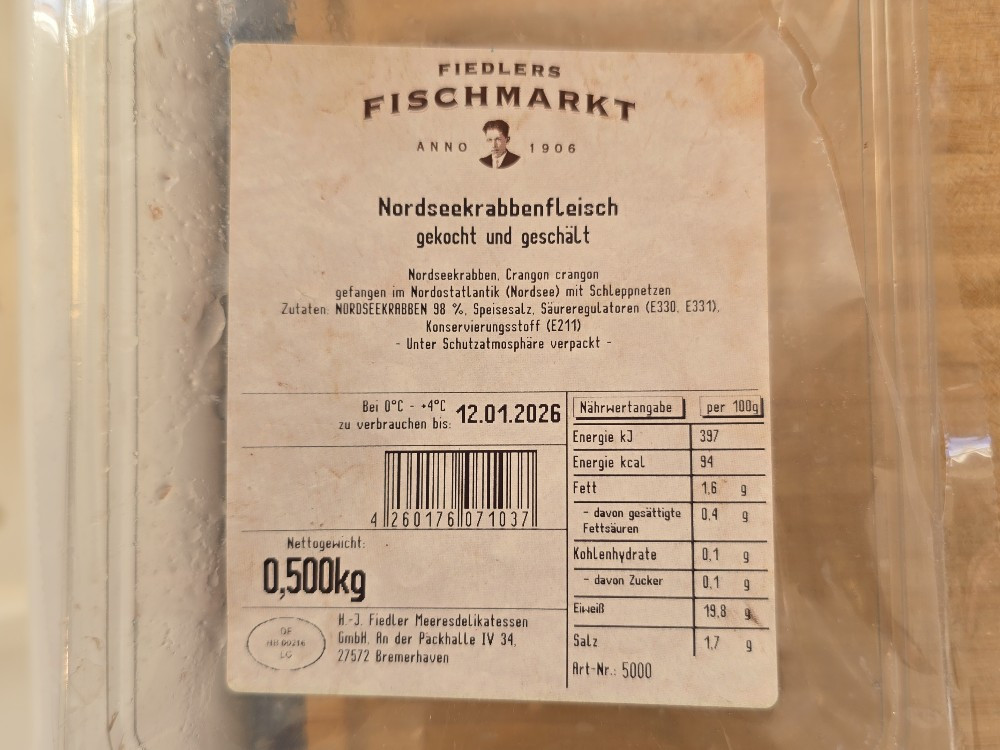 FIEDLERS
FISCHMARKT
ANNO 1906
Nordseekrabbenfleisch
gekocht und geschält
Nordseekrabben, Crangon crangon
gefangen im Nordostatlantik (Nordsee) mit Schleppnetzen
Zutaten: NORDSEEKRABBEN 98 %, Speisesalz, Säureregulatoren (E330, E331),
Konservierungsstoff (E211)
- Unter Schutzatmosphäre verpackt -
Bei 0°C - +4°C
zu verbrauchen bis: 12.01.2026
4 260176 071037
Nettogewicht:
0,500kg
H.-J. Fiedler Meeresdelikatessen
GmbH, An der Packhalle IV 34,
27572 Bremerhaven
Nährwertangabe per 100g
Energie kJ 397
Energie kcal 94
Fett 1,6 g
- davon gesättigte
Fettsäuren 0,4 g
Kohlenhydrate 0,1 g
- davon Zucker 0,1 g
Eiweiß 19,8 g
Salz 1,7 g
Art-Nr.: 5000